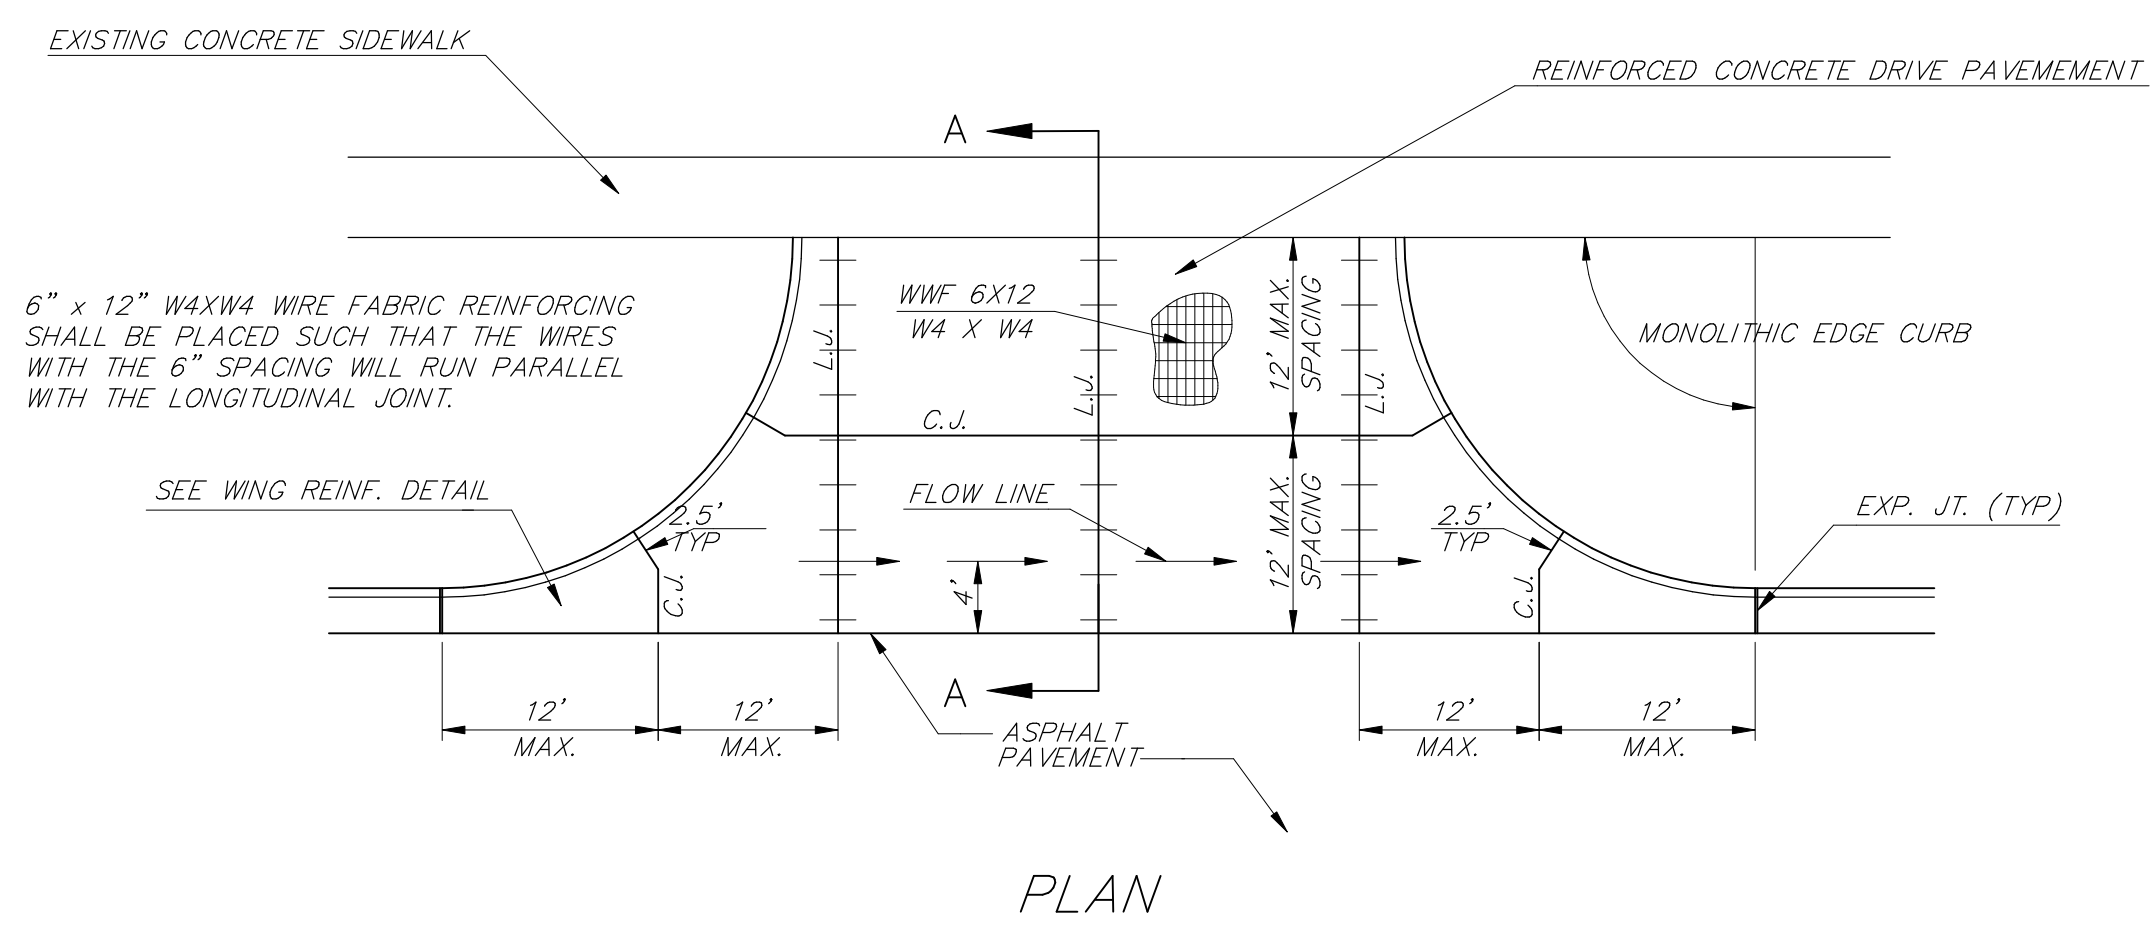 EXISTING CONCRETE SIDEWALK
REINFORCED CONCRETE DRIVE PAVEMEMENT
A
6" x 12" W4XW4 WIRE FABRIC REINFORCING
SHALL BE PLACED SUCH THAT THE WIRES
WITH THE 6" SPACING WILL RUN PARALLEL
WITH THE LONGITUDINAL JOINT.
WWF 6X12
W4 X W4
12' MAX.
SPACING
MONOLITHIC EDGE CURB
L.J.
L.J.
L.J.
C.J.
SEE WING REINF. DETAIL
2.5'
TYP
FLOW LINE
12' MAX.
SPACING
2.5'
TYP
EXP. JT. (TYP)
C.J.
4'
C.J.
A
12'
MAX.
12'
MAX.
ASPHALT
PAVEMENT
12'
MAX.
12'
MAX.
PLAN